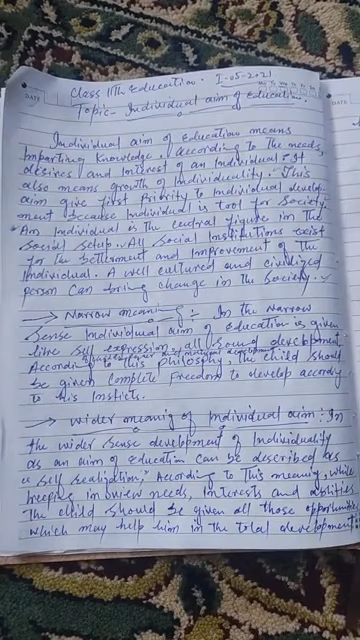 Class 11th Education. I-05-2021
DATE
Topic- Individual aim of Education.
Individual aim of Education means
Imparting Knowledge, according to the needs,
desires and Interest of an Individual. It
also means growth of Individuality. This
aim give first priority to Individual develop-
ment because Individual is tool for society.
* An Individual is the central figure in the
Social setup. All Social Institutions exist
for the betterment and Improvement of the
Individual. A well cultured and civilized
person Can bring change in the Society.
→ Narrow meaning :- In the Narrow
Sense Individual aim of Education is given
like self expression, all round development
According to this philosophy the child should
be given Complete freedom to develop according
to his Insticts.
→ wider meaning of Individual aim : In
the wider sense development of Individuality
as an aim of Education can be described as
"Self Realization," According to This meaning, while
keeping in view needs, Interests and abilities
The child should be given all those opportunities
which may help him in the total development